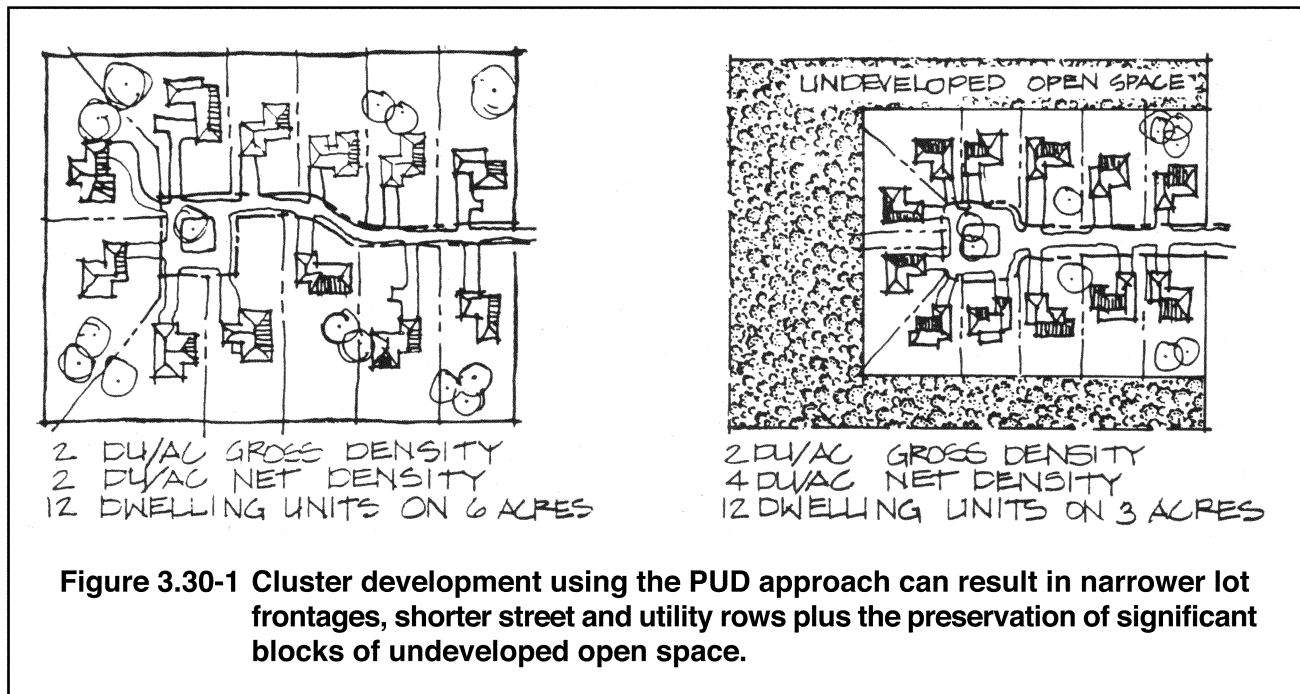 UNDEVELOPED OPEN SPACE
2 DU/AC GROSS DENSITY
2 DU/AC NET DENSITY
12 DWELLING UNITS ON 6 ACRES
2 DU/AC GROSS DENSITY
4 DU/AC NET DENSITY
12 DWELLING UNITS ON 3 ACRES
Figure 3.30-1 Cluster development using the PUD approach can result in narrower lot
frontages, shorter street and utility rows plus the preservation of significant
blocks of undeveloped open space.